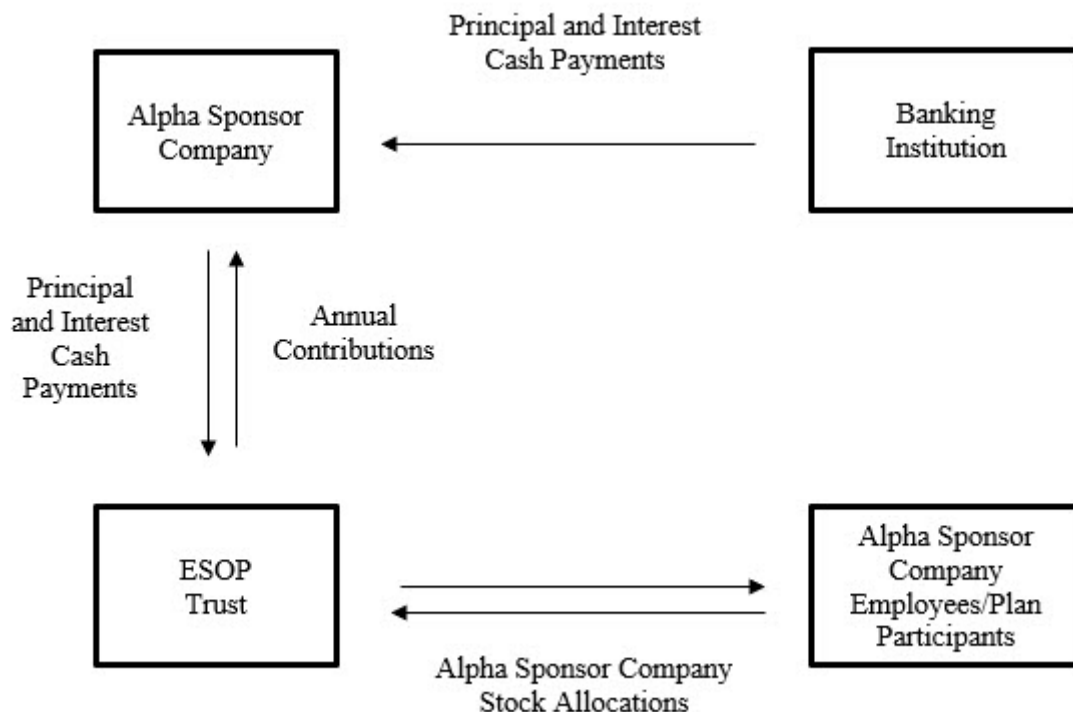 Principal and Interest
Cash Payments
Alpha Sponsor
Company
Banking
Institution
Principal
and Interest
Cash
Payments
Annual
Contributions
ESOP
Trust
Alpha Sponsor
Company
Employees/Plan
Participants
Alpha Sponsor Company
Stock Allocations